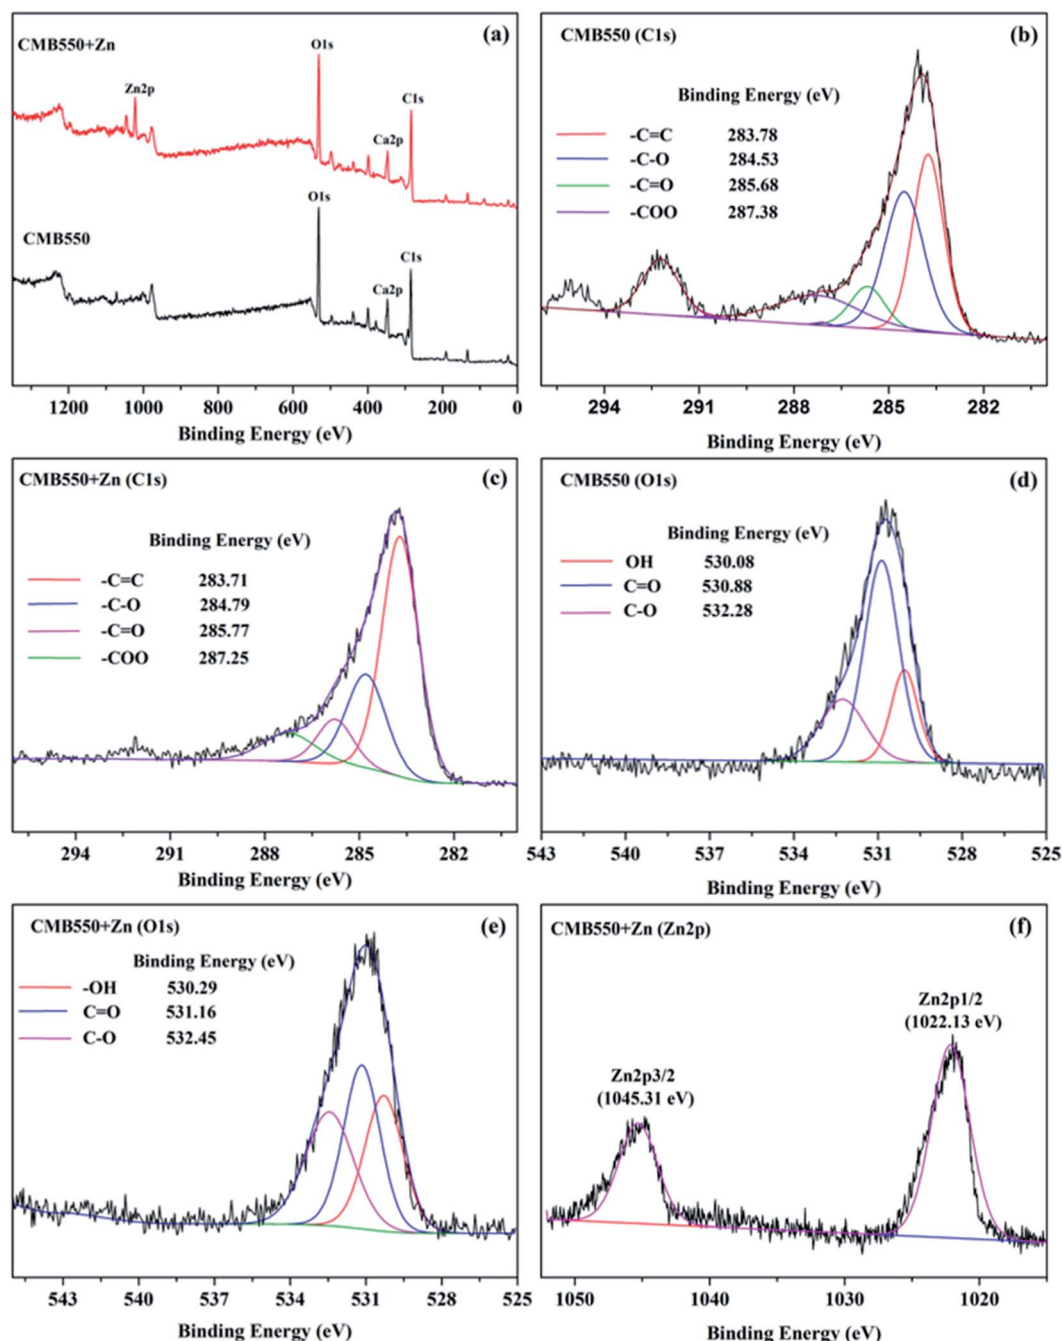 (a)
CMB550+Zn
O1s
Zn2p
C1s
Ca2p
O1s
CMB550
C1s
Ca2p
1200 1000 800 600 400 200 0
Binding Energy (eV)
CMB550 (C1s) (b)
Binding Energy (eV)
-C=C 283.78
-C-O 284.53
-C=O 285.68
-COO 287.38
294 291 288 285 282
Binding Energy (eV)
CMB550+Zn (C1s) (c)
Binding Energy (eV)
-C=C 283.71
-C-O 284.79
-C=O 285.77
-COO 287.25
294 291 288 285 282
Binding Energy (eV)
CMB550 (O1s) (d)
Binding Energy (eV)
OH 530.08
C=O 530.88
C-O 532.28
543 540 537 534 531 528 525
Binding Energy (eV)
CMB550+Zn (O1s) (e)
Binding Energy (eV)
-OH 530.29
C=O 531.16
C-O 532.45
543 540 537 534 531 528 525
Binding Energy (eV)
CMB550+Zn (Zn2p) (f)
Zn2p1/2
(1022.13 eV)
Zn2p3/2
(1045.31 eV)
1050 1040 1030 1020
Binding Energy (eV)